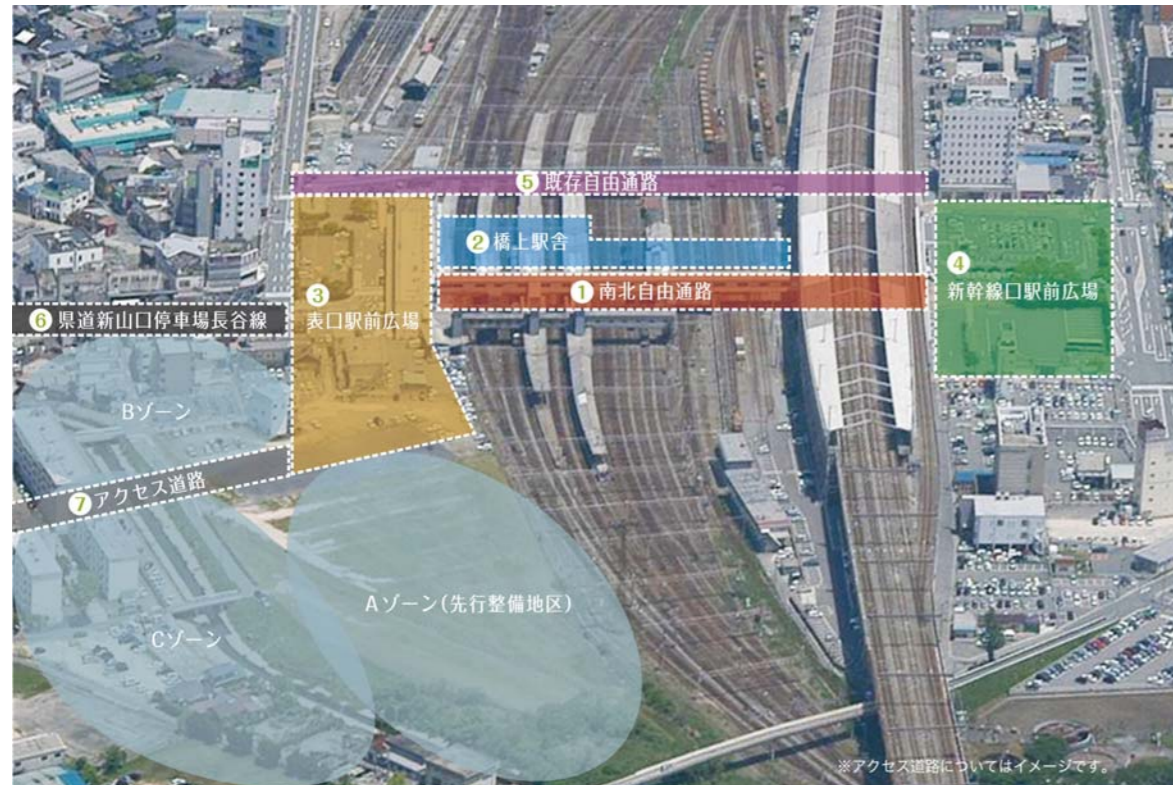 ⑤ 既存自由通路
② 橋上駅舎
① 南北自由通路
③
表口駅前広場
④
新幹線口駅前広場
⑥ 県道新山口停車場長谷線
Bゾーン
⑦ アクセス道路
Aゾーン(先行整備地区)
Cゾーン
※アクセス道路についてはイメージです。